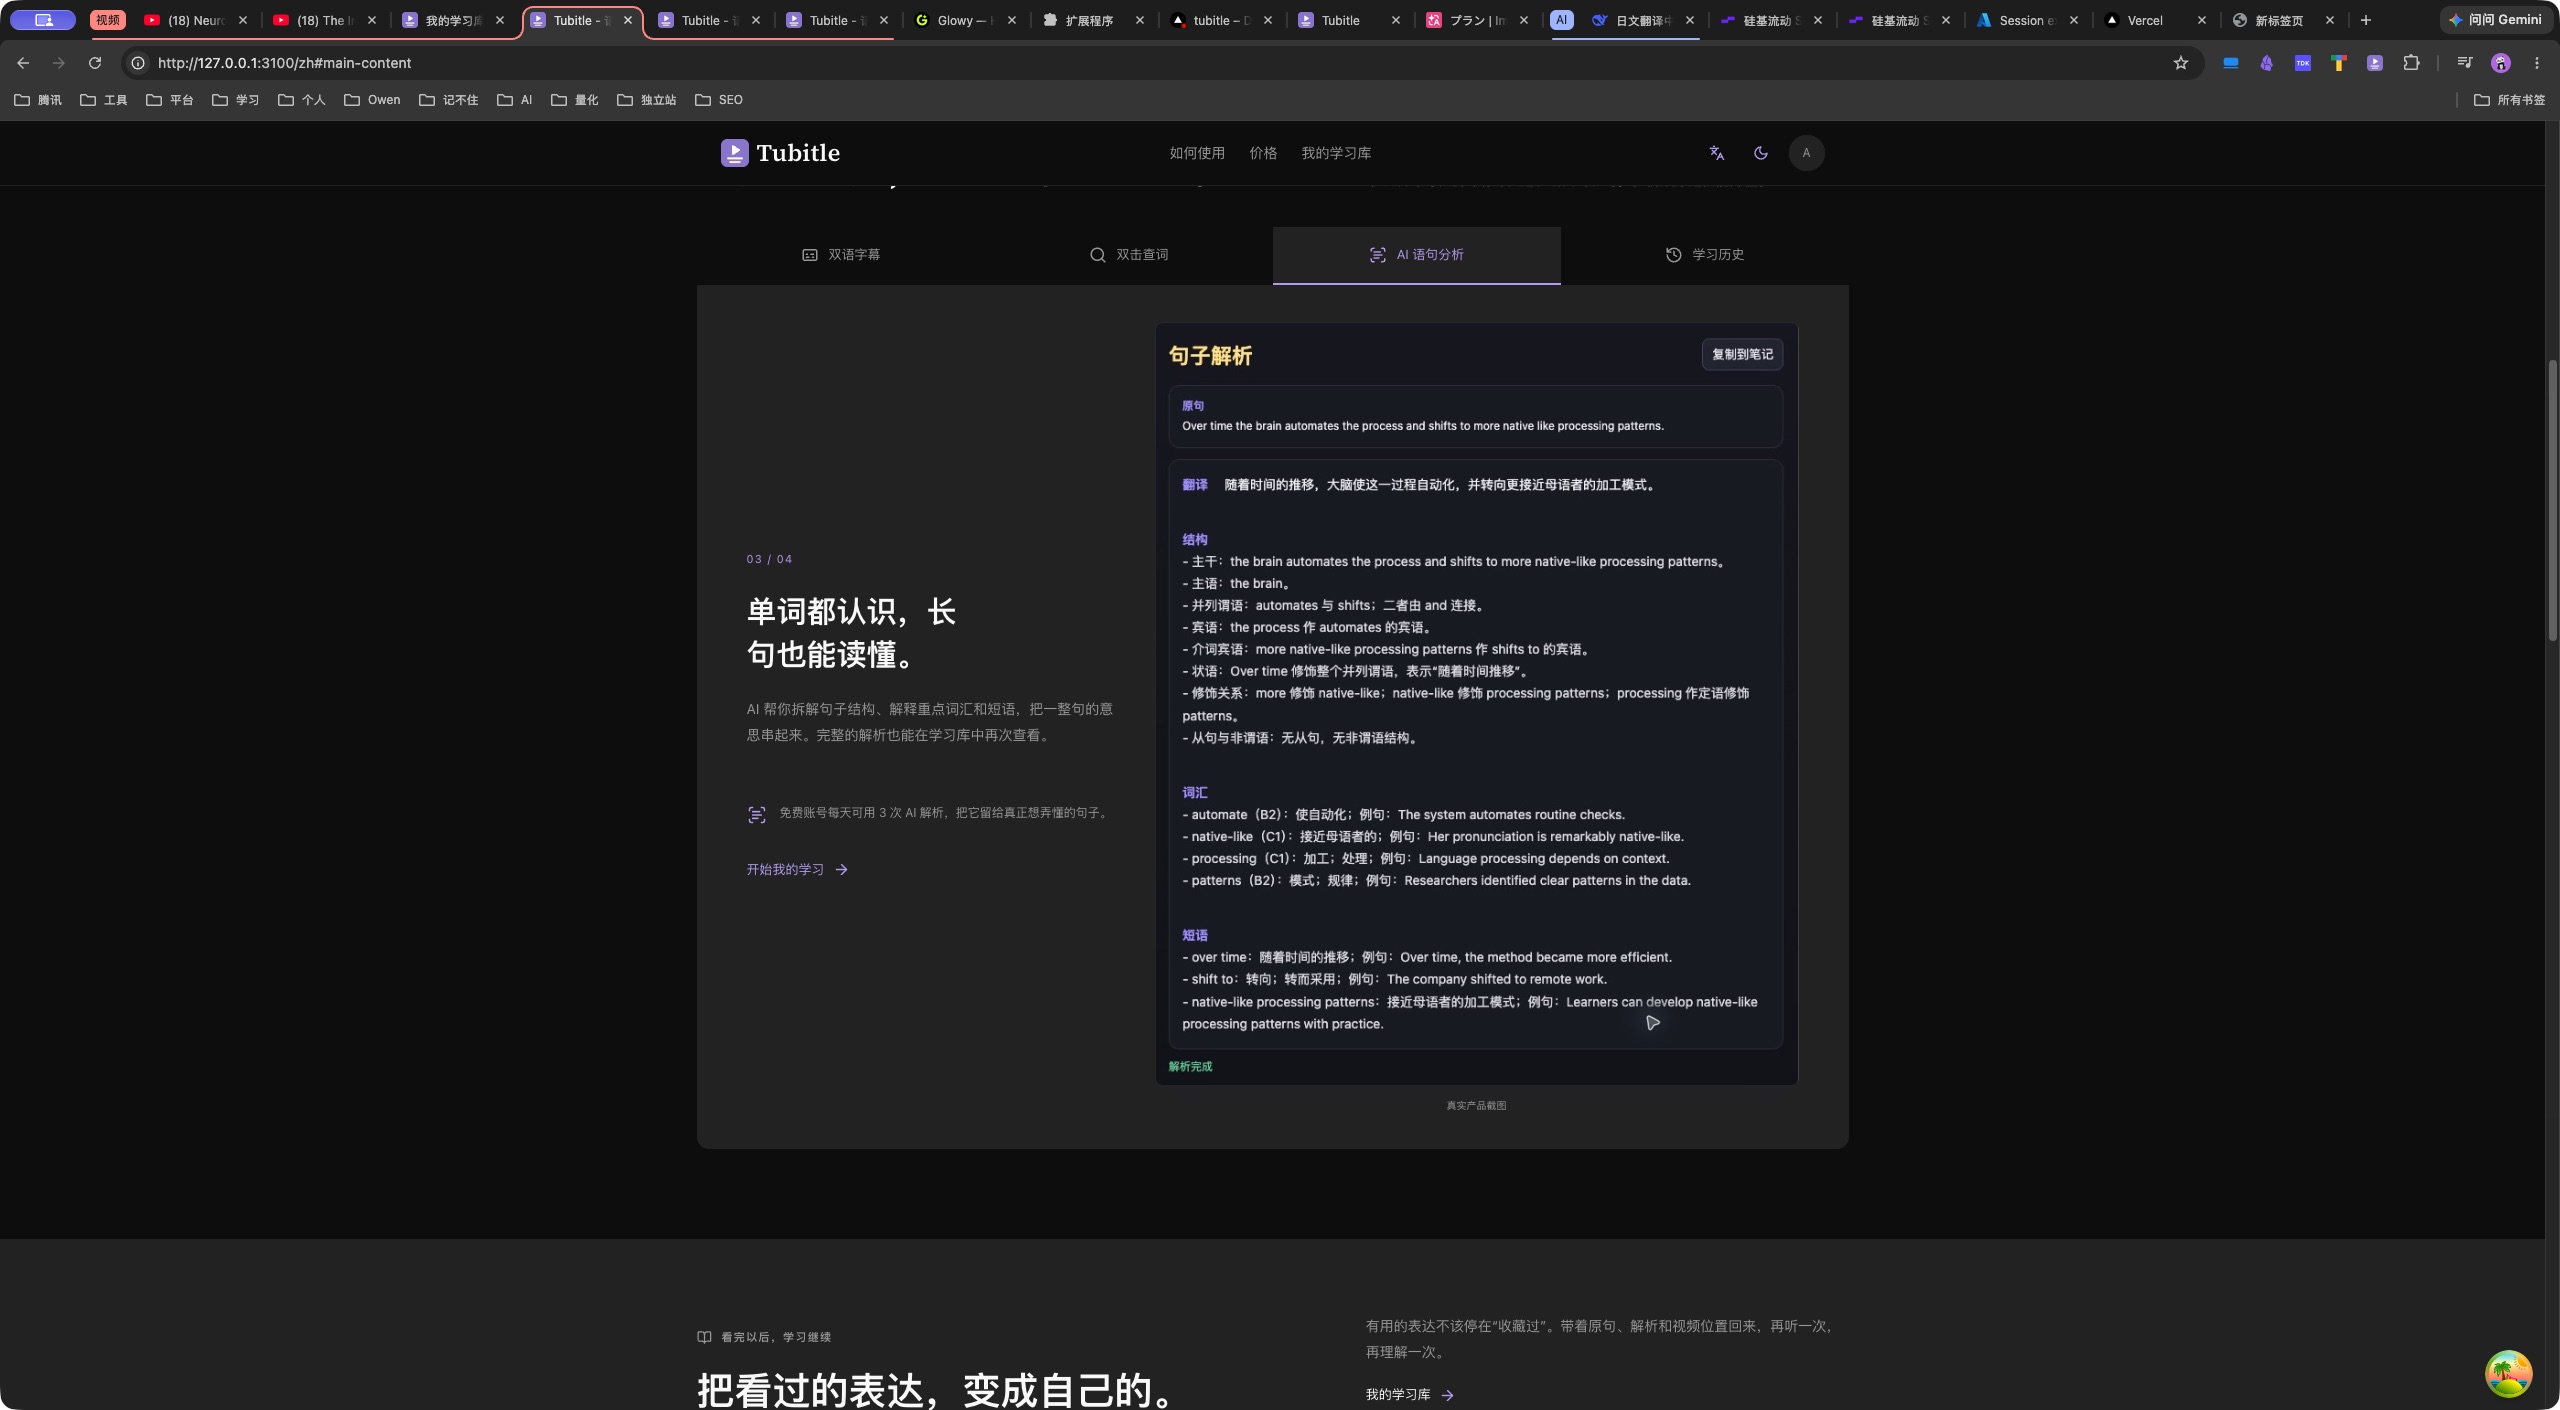 视频
(18) Neuro
(18) The I
我的学习库
Tubitle -
Tubitle -
Tubitle -
Glowy —
扩展程序
tubitle –
Tubitle
プラン | Im
AI
日文翻译中
硅基流动
硅基流动
Session e
Vercel
新标签页
问问 Gemini
http://127.0.0.1:3100/zh#main-content
TDK
腾讯
工具
平台
学习
个人
Owen
记不住
AI
量化
独立站
SEO
所有书签
Tubitle
如何使用
价格
我的学习库
A
双语字幕
双击查词
AI 语句分析
学习历史
03 / 04
单词都认识，长
句也能读懂。
AI 帮你拆解句子结构、解释重点词汇和短语，把一整句的意
思串起来。完整的解析也能在学习库中再次查看。
免费账号每天可用 3 次 AI 解析，把它留给真正想弄懂的句子。
开始我的学习
句子解析
复制到笔记
原句
Over time the brain automates the process and shifts to more native like processing patterns.
翻译 随着时间的推移，大脑使这一过程自动化，并转向更接近母语者的加工模式。
结构
- 主干：the brain automates the process and shifts to more native-like processing patterns。
- 主语：the brain。
- 并列谓语：automates 与 shifts；二者由 and 连接。
- 宾语：the process 作 automates 的宾语。
- 介词宾语：more native-like processing patterns 作 shifts to 的宾语。
- 状语：Over time 修饰整个并列谓语，表示“随着时间推移”。
- 修饰关系：more 修饰 native-like；native-like 修饰 processing patterns；processing 作定语修饰
patterns。
- 从句与非谓语：无从句，无非谓语结构。
词汇
- automate（B2）：使自动化；例句：The system automates routine checks.
- native-like（C1）：接近母语者的；例句：Her pronunciation is remarkably native-like.
- processing（C1）：加工；处理；例句：Language processing depends on context.
- patterns（B2）：模式；规律；例句：Researchers identified clear patterns in the data.
短语
- over time：随着时间的推移；例句：Over time, the method became more efficient.
- shift to：转向；转而采用；例句：The company shifted to remote work.
- native-like processing patterns：接近母语者的加工模式；例句：Learners can develop native-like
processing patterns with practice.
解析完成
真实产品截图
看完以后，学习继续
把看过的表达，变成自己的。
有用的表达不该停在“收藏过”。带着原句、解析和视频位置回来，再听一次，
再理解一次。
我的学习库